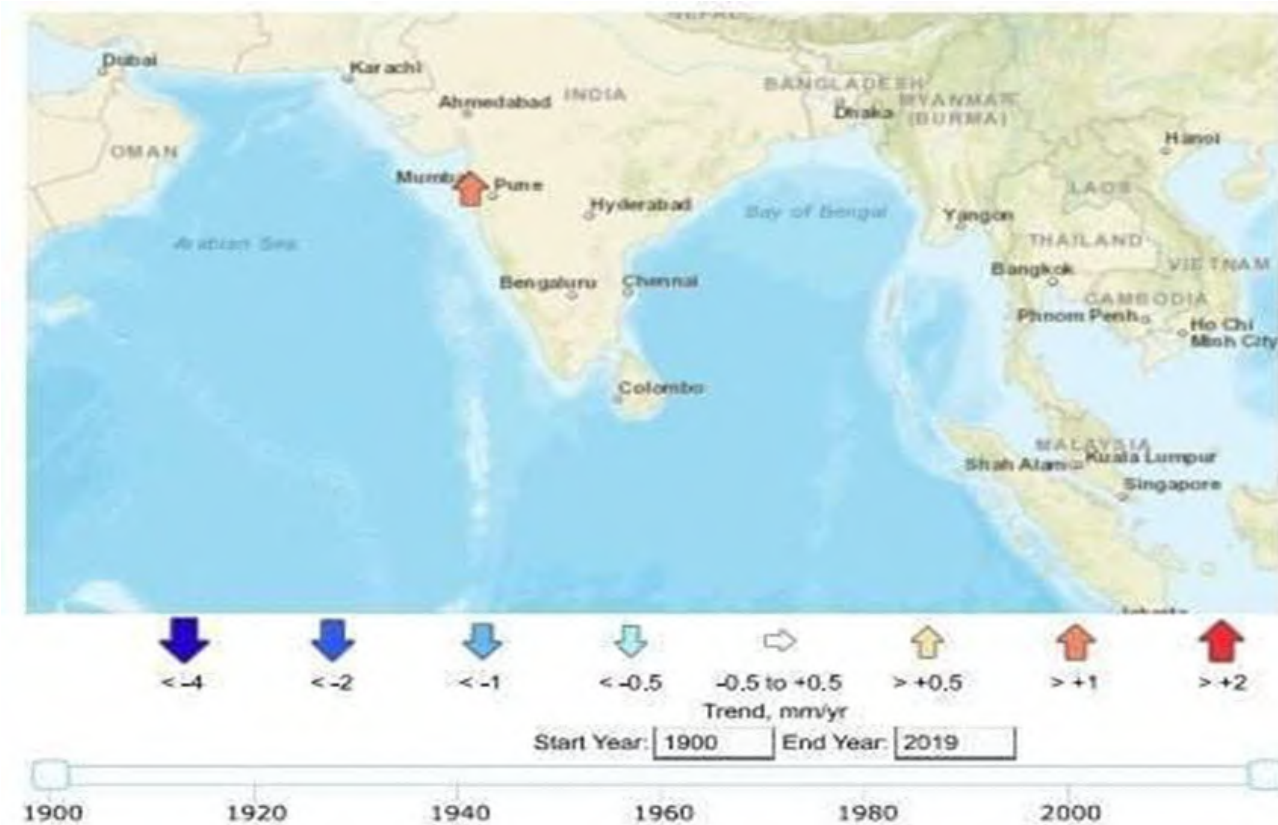 NEPAL
Dubai
Karachi
Ahmedabad
INDIA
BANGLADESH
Dhaka
MYANMAR
(BURMA)
Hanoi
OMAN
Pune
Hyderabad
LAOS
Arabian Sea
Bay of Bengal
Yangon
THAILAND
VIETNAM
Bengaluru
Chennai
Bangkok
CAMBODIA
Phnom Penh
Ho Chi
Minh City
Colombo
MALAYSIA
Shah Alam
Kuala Lumpur
Singapore
< -4
< -2
< -1
< -0.5
-0.5 to +0.5
> +0.5
> +1
> +2
Trend, mm/yr
Start Year: 1900 End Year: 2019
1900 1920 1940 1960 1980 2000